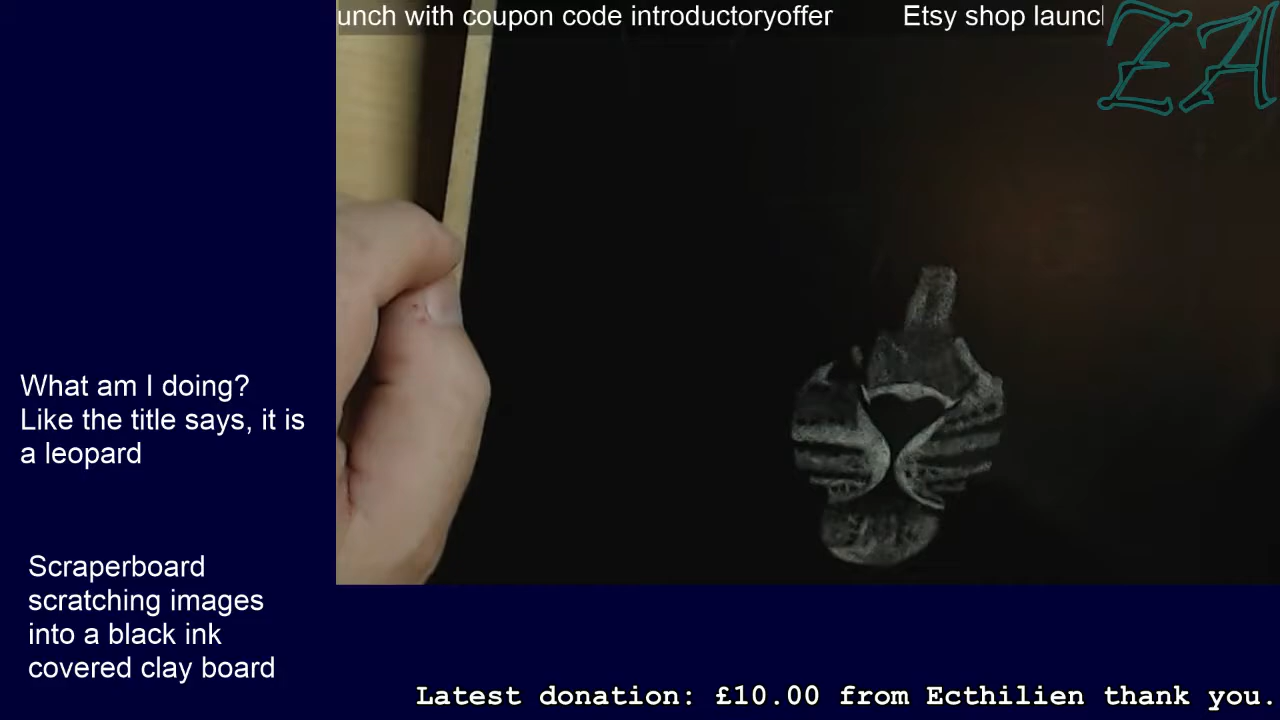 unch with coupon code introductoryoffer Etsy shop launc
ZA
What am I doing?
Like the title says, it is
a leopard
Scraperboard
scratching images
into a black ink
covered clay board
Latest donation: £10.00 from Ecthilien thank you.